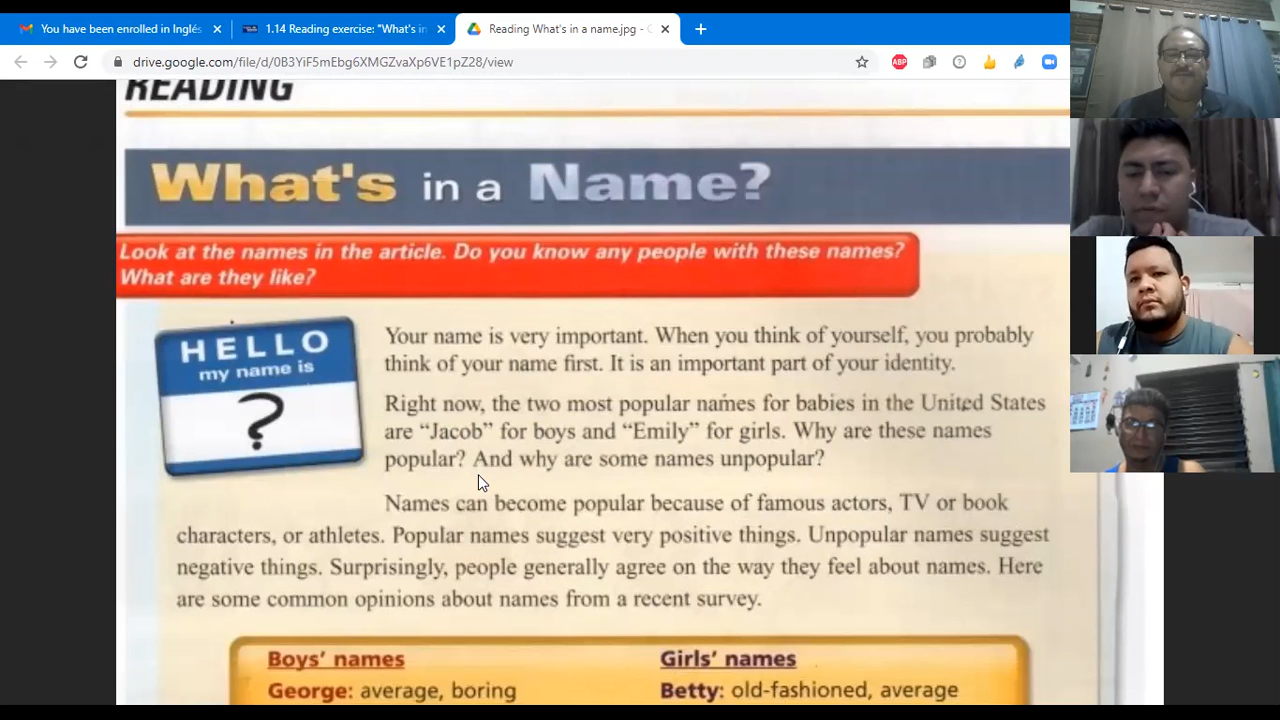 You have been enrolled in Inglés
1.14 Reading exercise: "What's in
Reading What's in a name.jpg - G
drive.google.com/file/d/0B3YiF5mEbgbXMGZvaXp6VE1pZ28/view
ABP
READING
What's in a Name?
Look at the names in the article. Do you know any people with these names?
What are they like?
HELLO
my name is
?
Your name is very important. When you think of yourself, you probably
think of your name first. It is an important part of your identity.
Right now, the two most popular names for babies in the United States
are “Jacob” for boys and “Emily” for girls. Why are these names
popular? And why are some names unpopular?
Names can become popular because of famous actors, TV or book
characters, or athletes. Popular names suggest very positive things. Unpopular names suggest
negative things. Surprisingly, people generally agree on the way they feel about names. Here
are some common opinions about names from a recent survey.
Boys’ names
George: average, boring
Girls’ names
Betty: old-fashioned, average